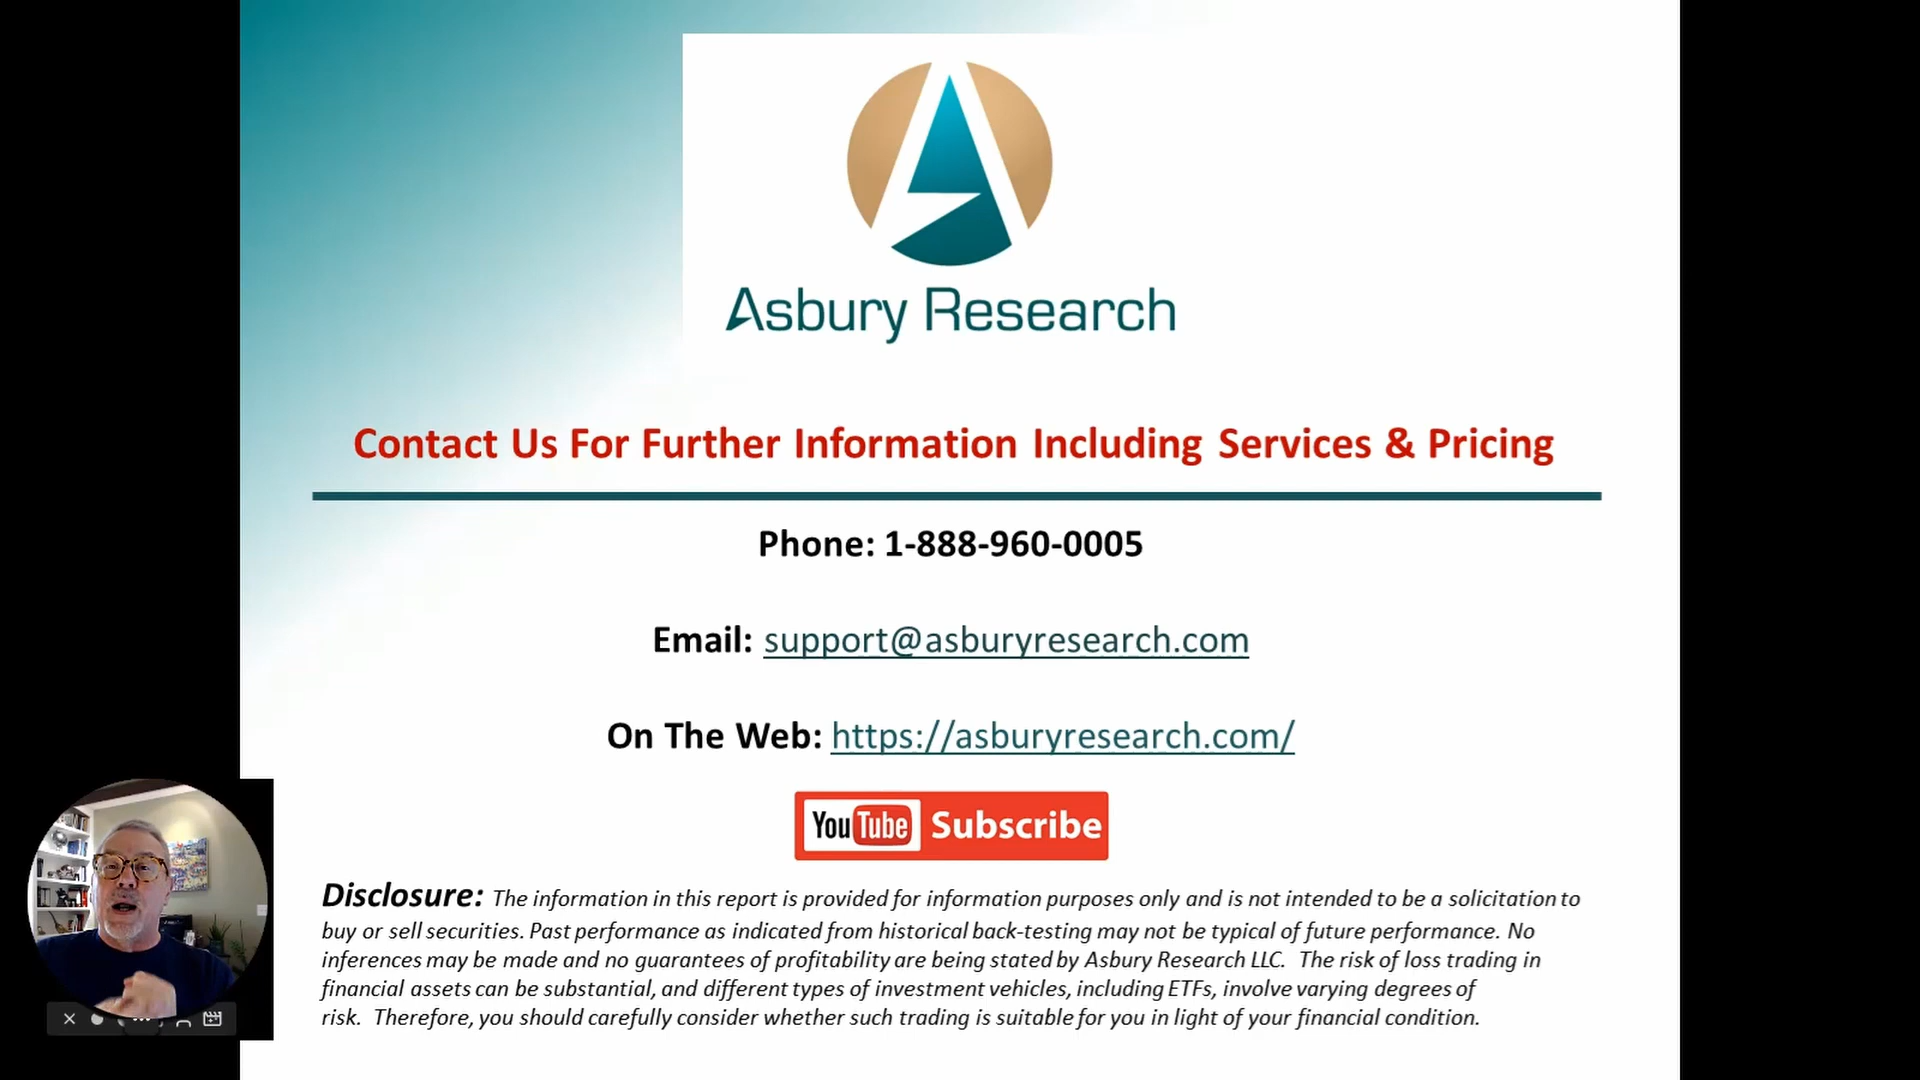 Asbury Research
Contact Us For Further Information Including Services & Pricing
Phone: 1-888-960-0005
Email: support@asburyresearch.com
On The Web: https://asburyresearch.com/
YouTube Subscribe
Disclosure: The information in this report is provided for information purposes only and is not intended to be a solicitation to
buy or sell securities. Past performance as indicated from historical back-testing may not be typical of future performance. No
inferences may be made and no guarantees of profitability are being stated by Asbury Research LLC. The risk of loss trading in
financial assets can be substantial, and different types of investment vehicles, including ETFs, involve varying degrees of
risk. Therefore, you should carefully consider whether such trading is suitable for you in light of your financial condition.